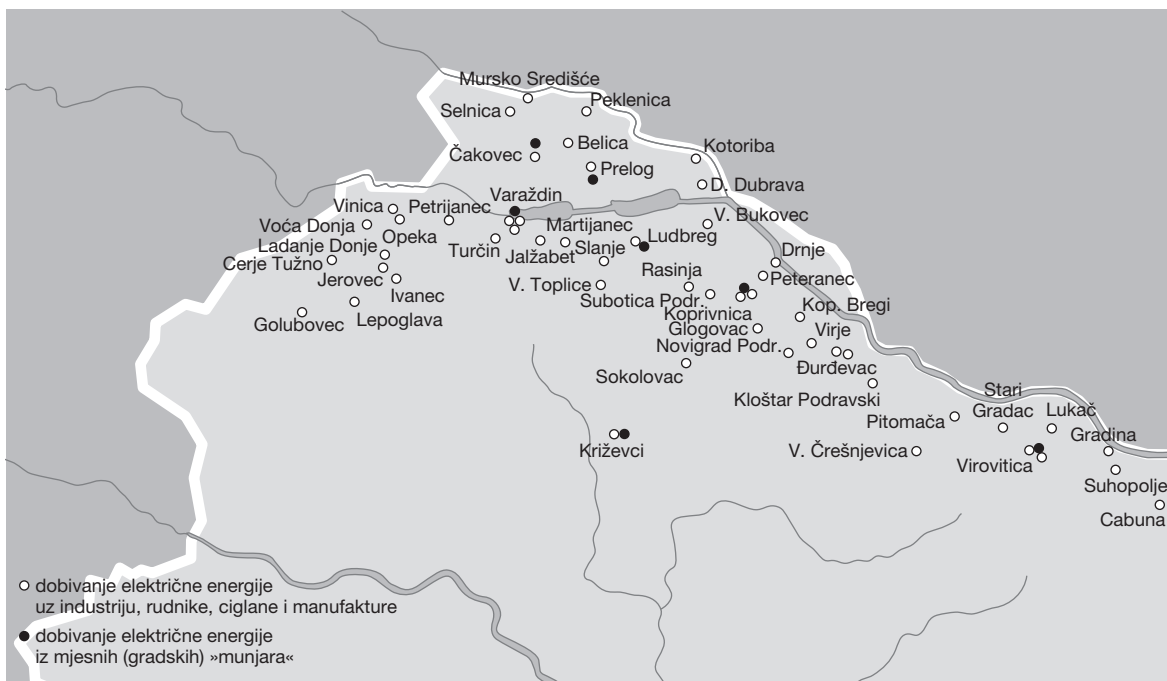 Mursko Središće
Selnica
Peklenica
Belica
Čakovec
Kotoriba
Prelog
D. Dubrava
Varaždin
Vinica
Petrijanec
V. Bukovec
Voća Donja
Opeka
Martijanec
Ludbreg
Ladanje Donje
Turčin
Jalžabet
Slanje
Drnje
Cerje Tužno
Jerovec
Rasinja
Peteranec
Ivanec
V. Toplice
Subotica Podr.
Kop. Bregi
Koprivnica
Golubovec
Lepoglava
Glogovac
Virje
Novigrad Podr.
Sokolovac
Đurđevac
Kloštar Podravski
Stari
Gradac
Lukač
Pitomača
Gradina
Križevci
V. Črešnjevica
Virovitica
Suhopolje
Cabuna
dobivanje električne energije
uz industriju, rudnike, ciglane i manufakture
dobivanje električne energije
iz mjesnih (gradskih) »munjara«